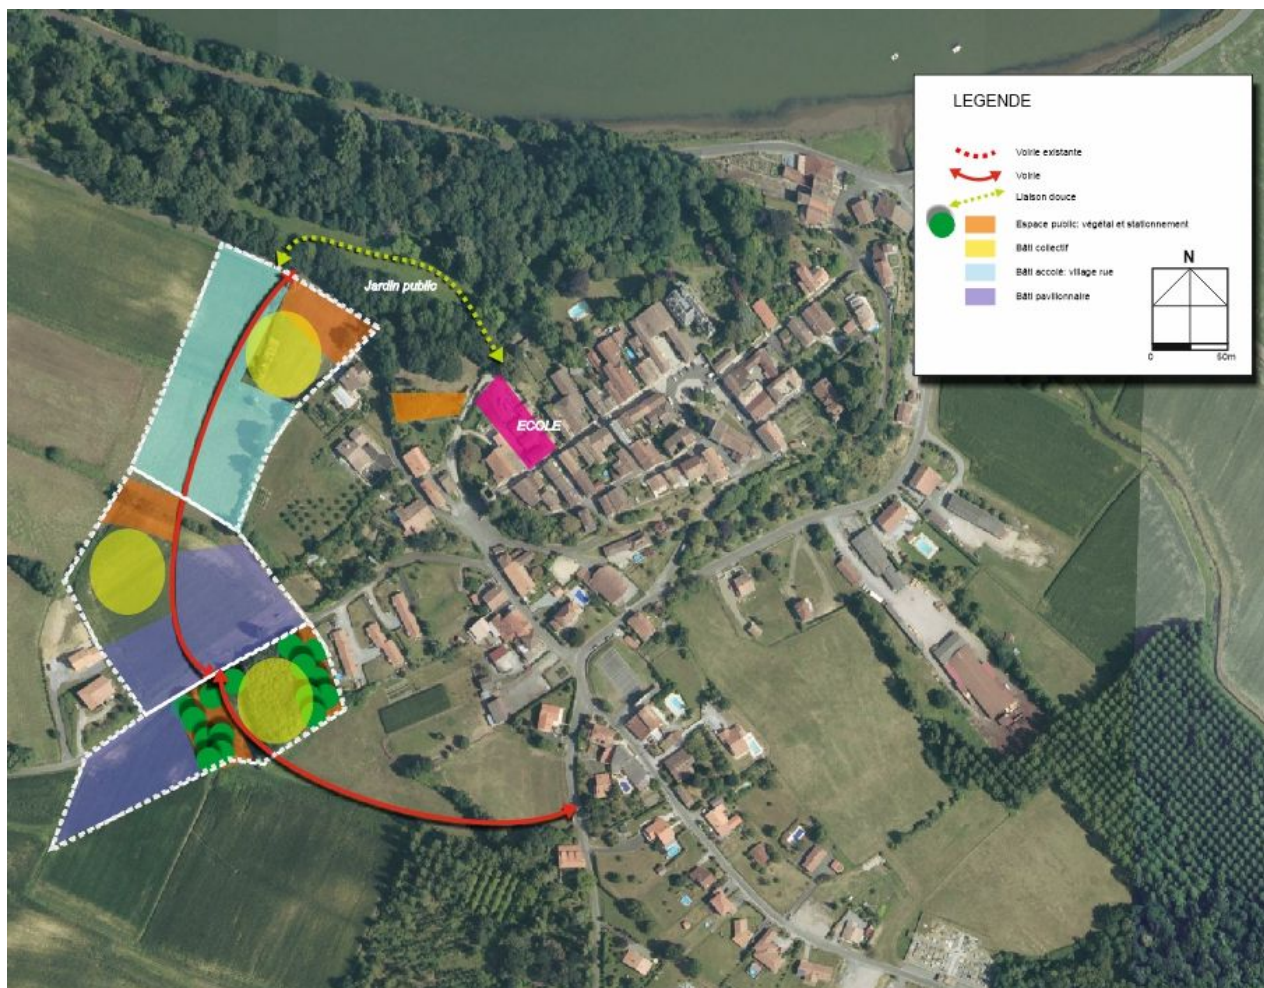 LEGENDE
Voirie existante
Voirie
Liaison douce
Espace public: végétal et stationnement
Bâti collectif
Bâti accolé: village rue
Bâti pavillonnaire
N
0 50m
Jardin public
ECOLE